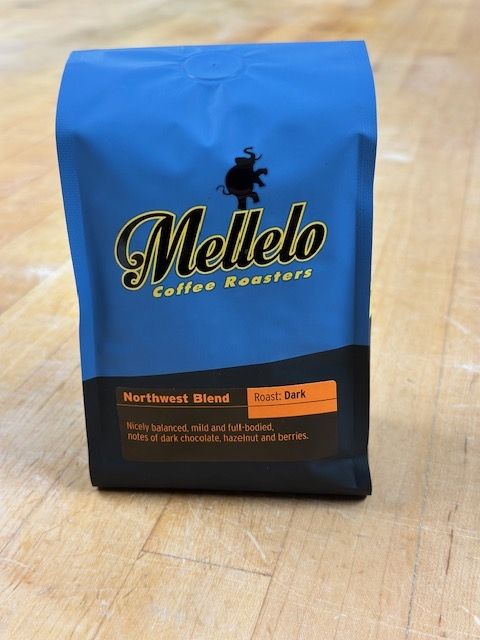 Mellelo
Coffee Roasters
Northwest Blend
Roast: Dark
Nicely balanced, mild and full-bodied,
notes of dark chocolate, hazelnut and berries.